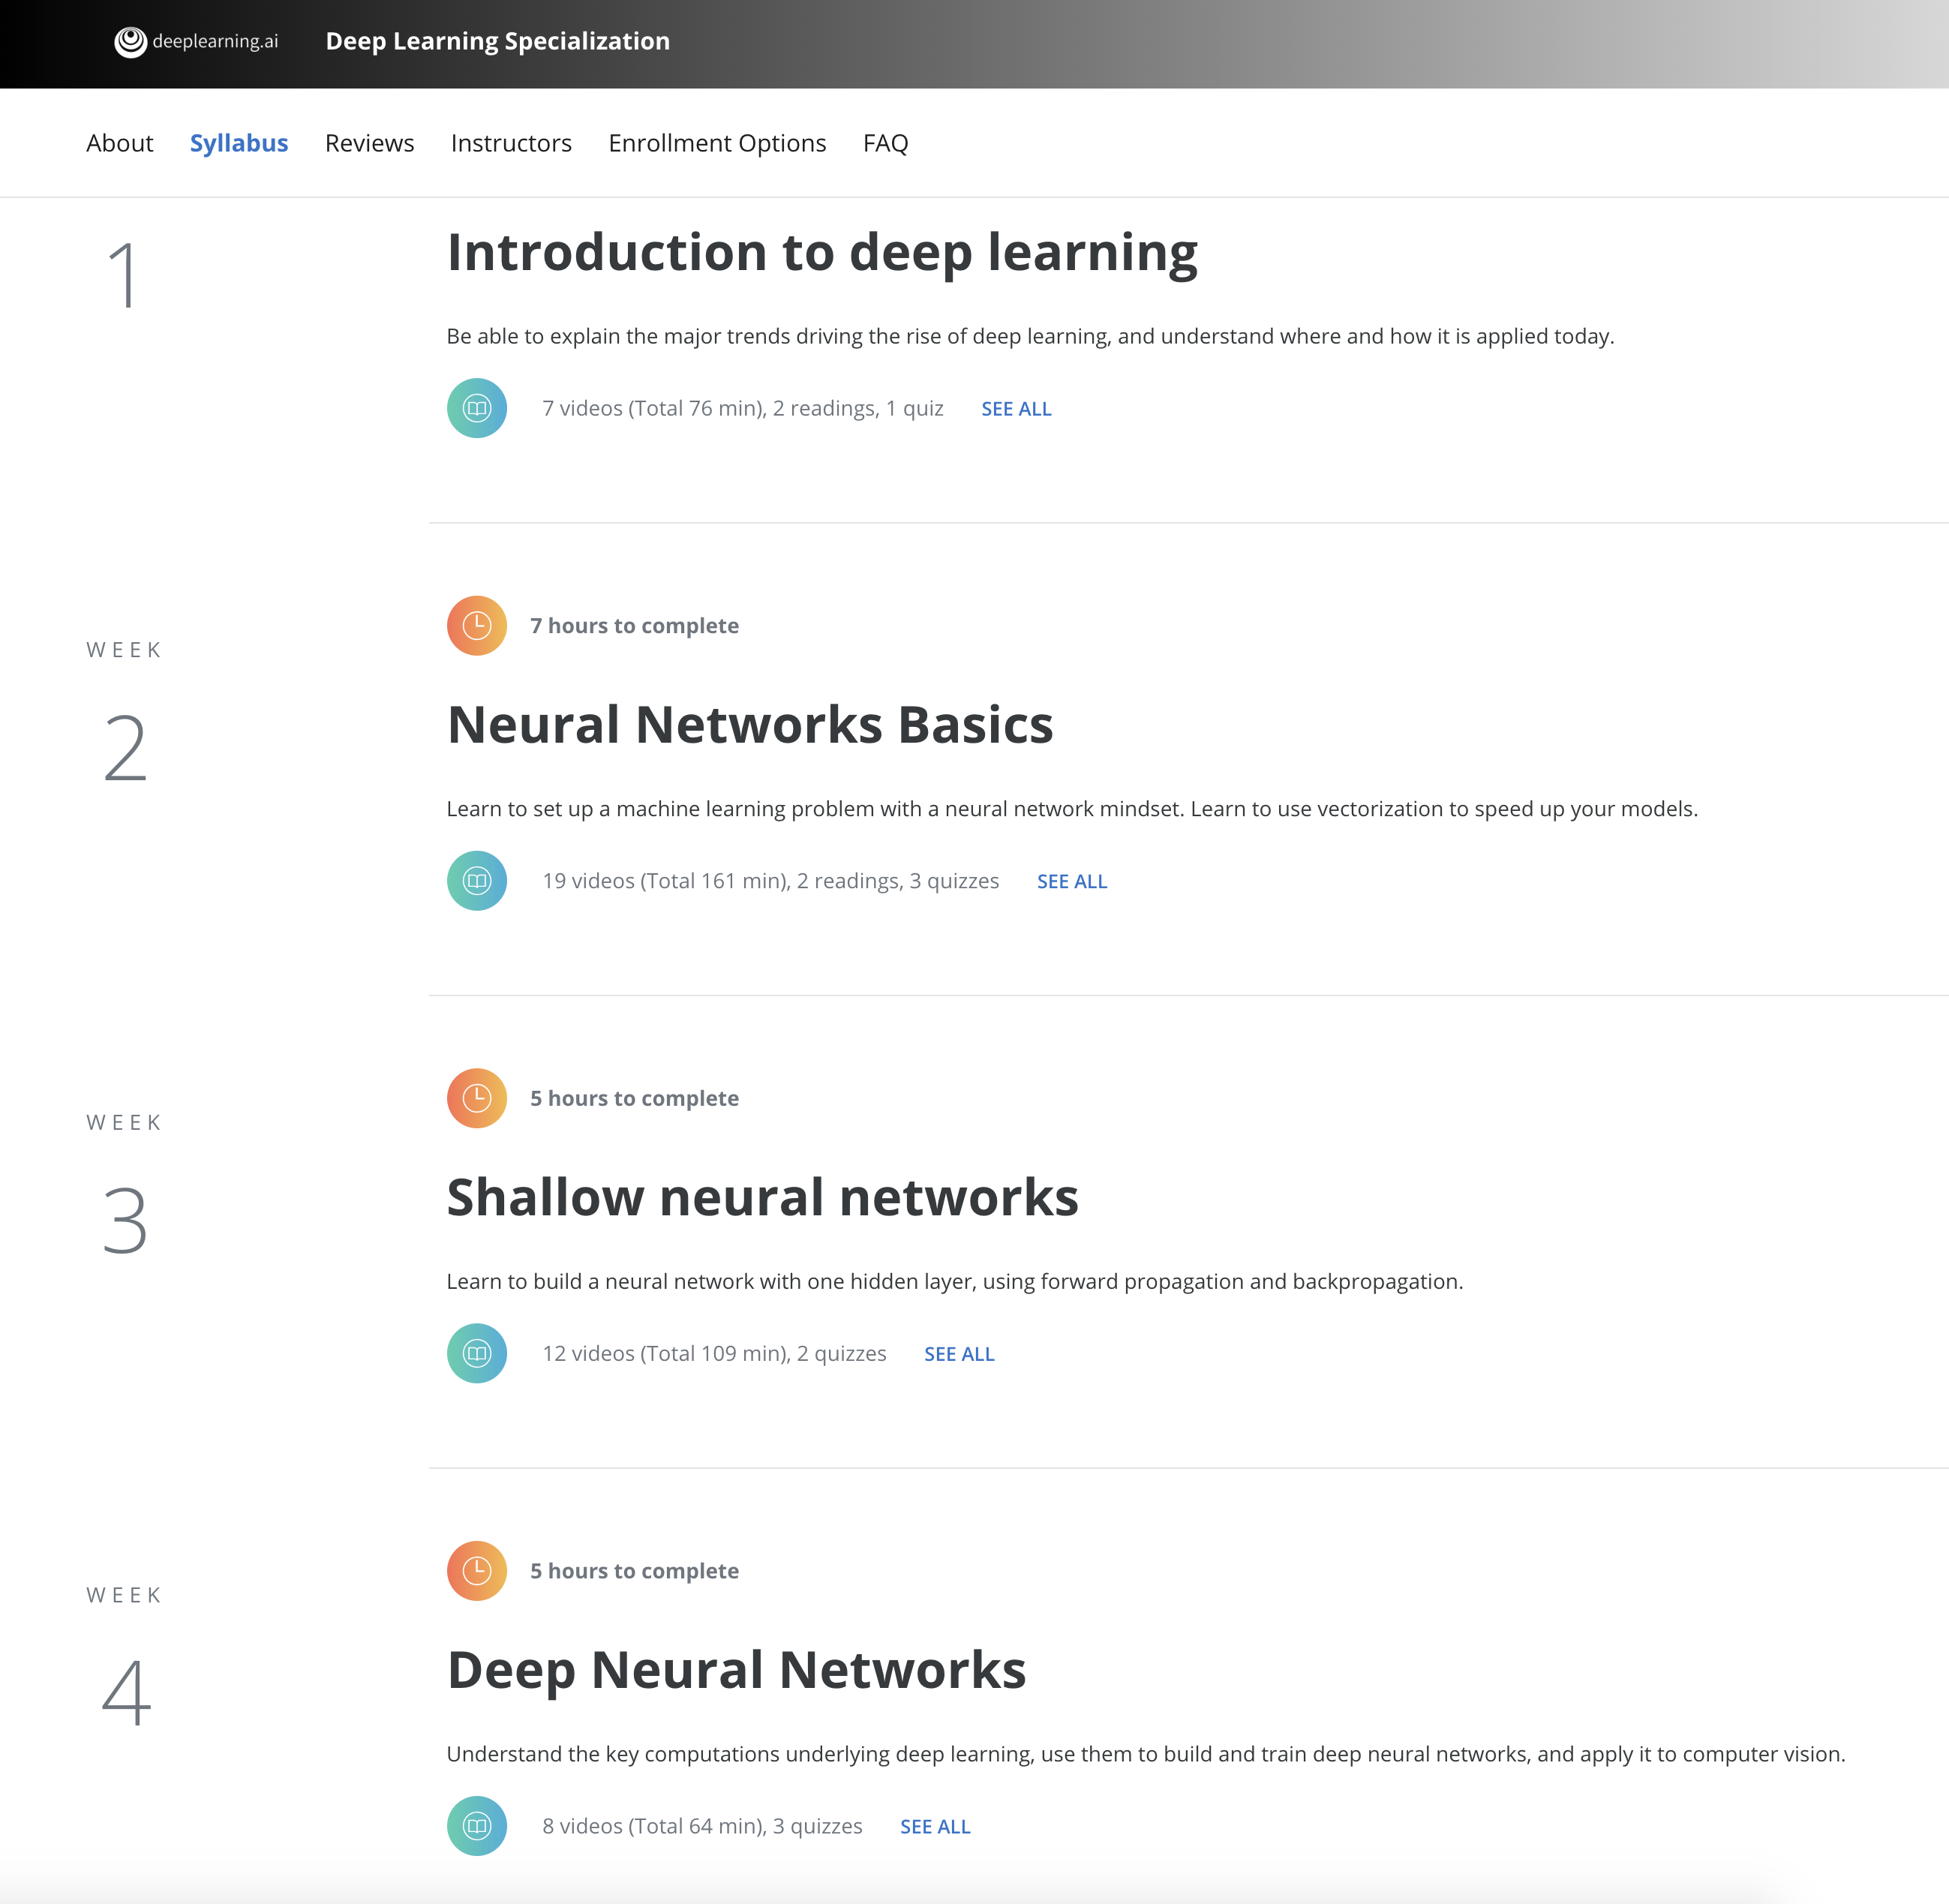 deeplearning.ai Deep Learning Specialization
About Syllabus Reviews Instructors Enrollment Options FAQ
1
Introduction to deep learning
Be able to explain the major trends driving the rise of deep learning, and understand where and how it is applied today.
7 videos (Total 76 min), 2 readings, 1 quiz SEE ALL
WEEK
2
7 hours to complete
Neural Networks Basics
Learn to set up a machine learning problem with a neural network mindset. Learn to use vectorization to speed up your models.
19 videos (Total 161 min), 2 readings, 3 quizzes SEE ALL
WEEK
3
5 hours to complete
Shallow neural networks
Learn to build a neural network with one hidden layer, using forward propagation and backpropagation.
12 videos (Total 109 min), 2 quizzes SEE ALL
WEEK
4
5 hours to complete
Deep Neural Networks
Understand the key computations underlying deep learning, use them to build and train deep neural networks, and apply it to computer vision.
8 videos (Total 64 min), 3 quizzes SEE ALL